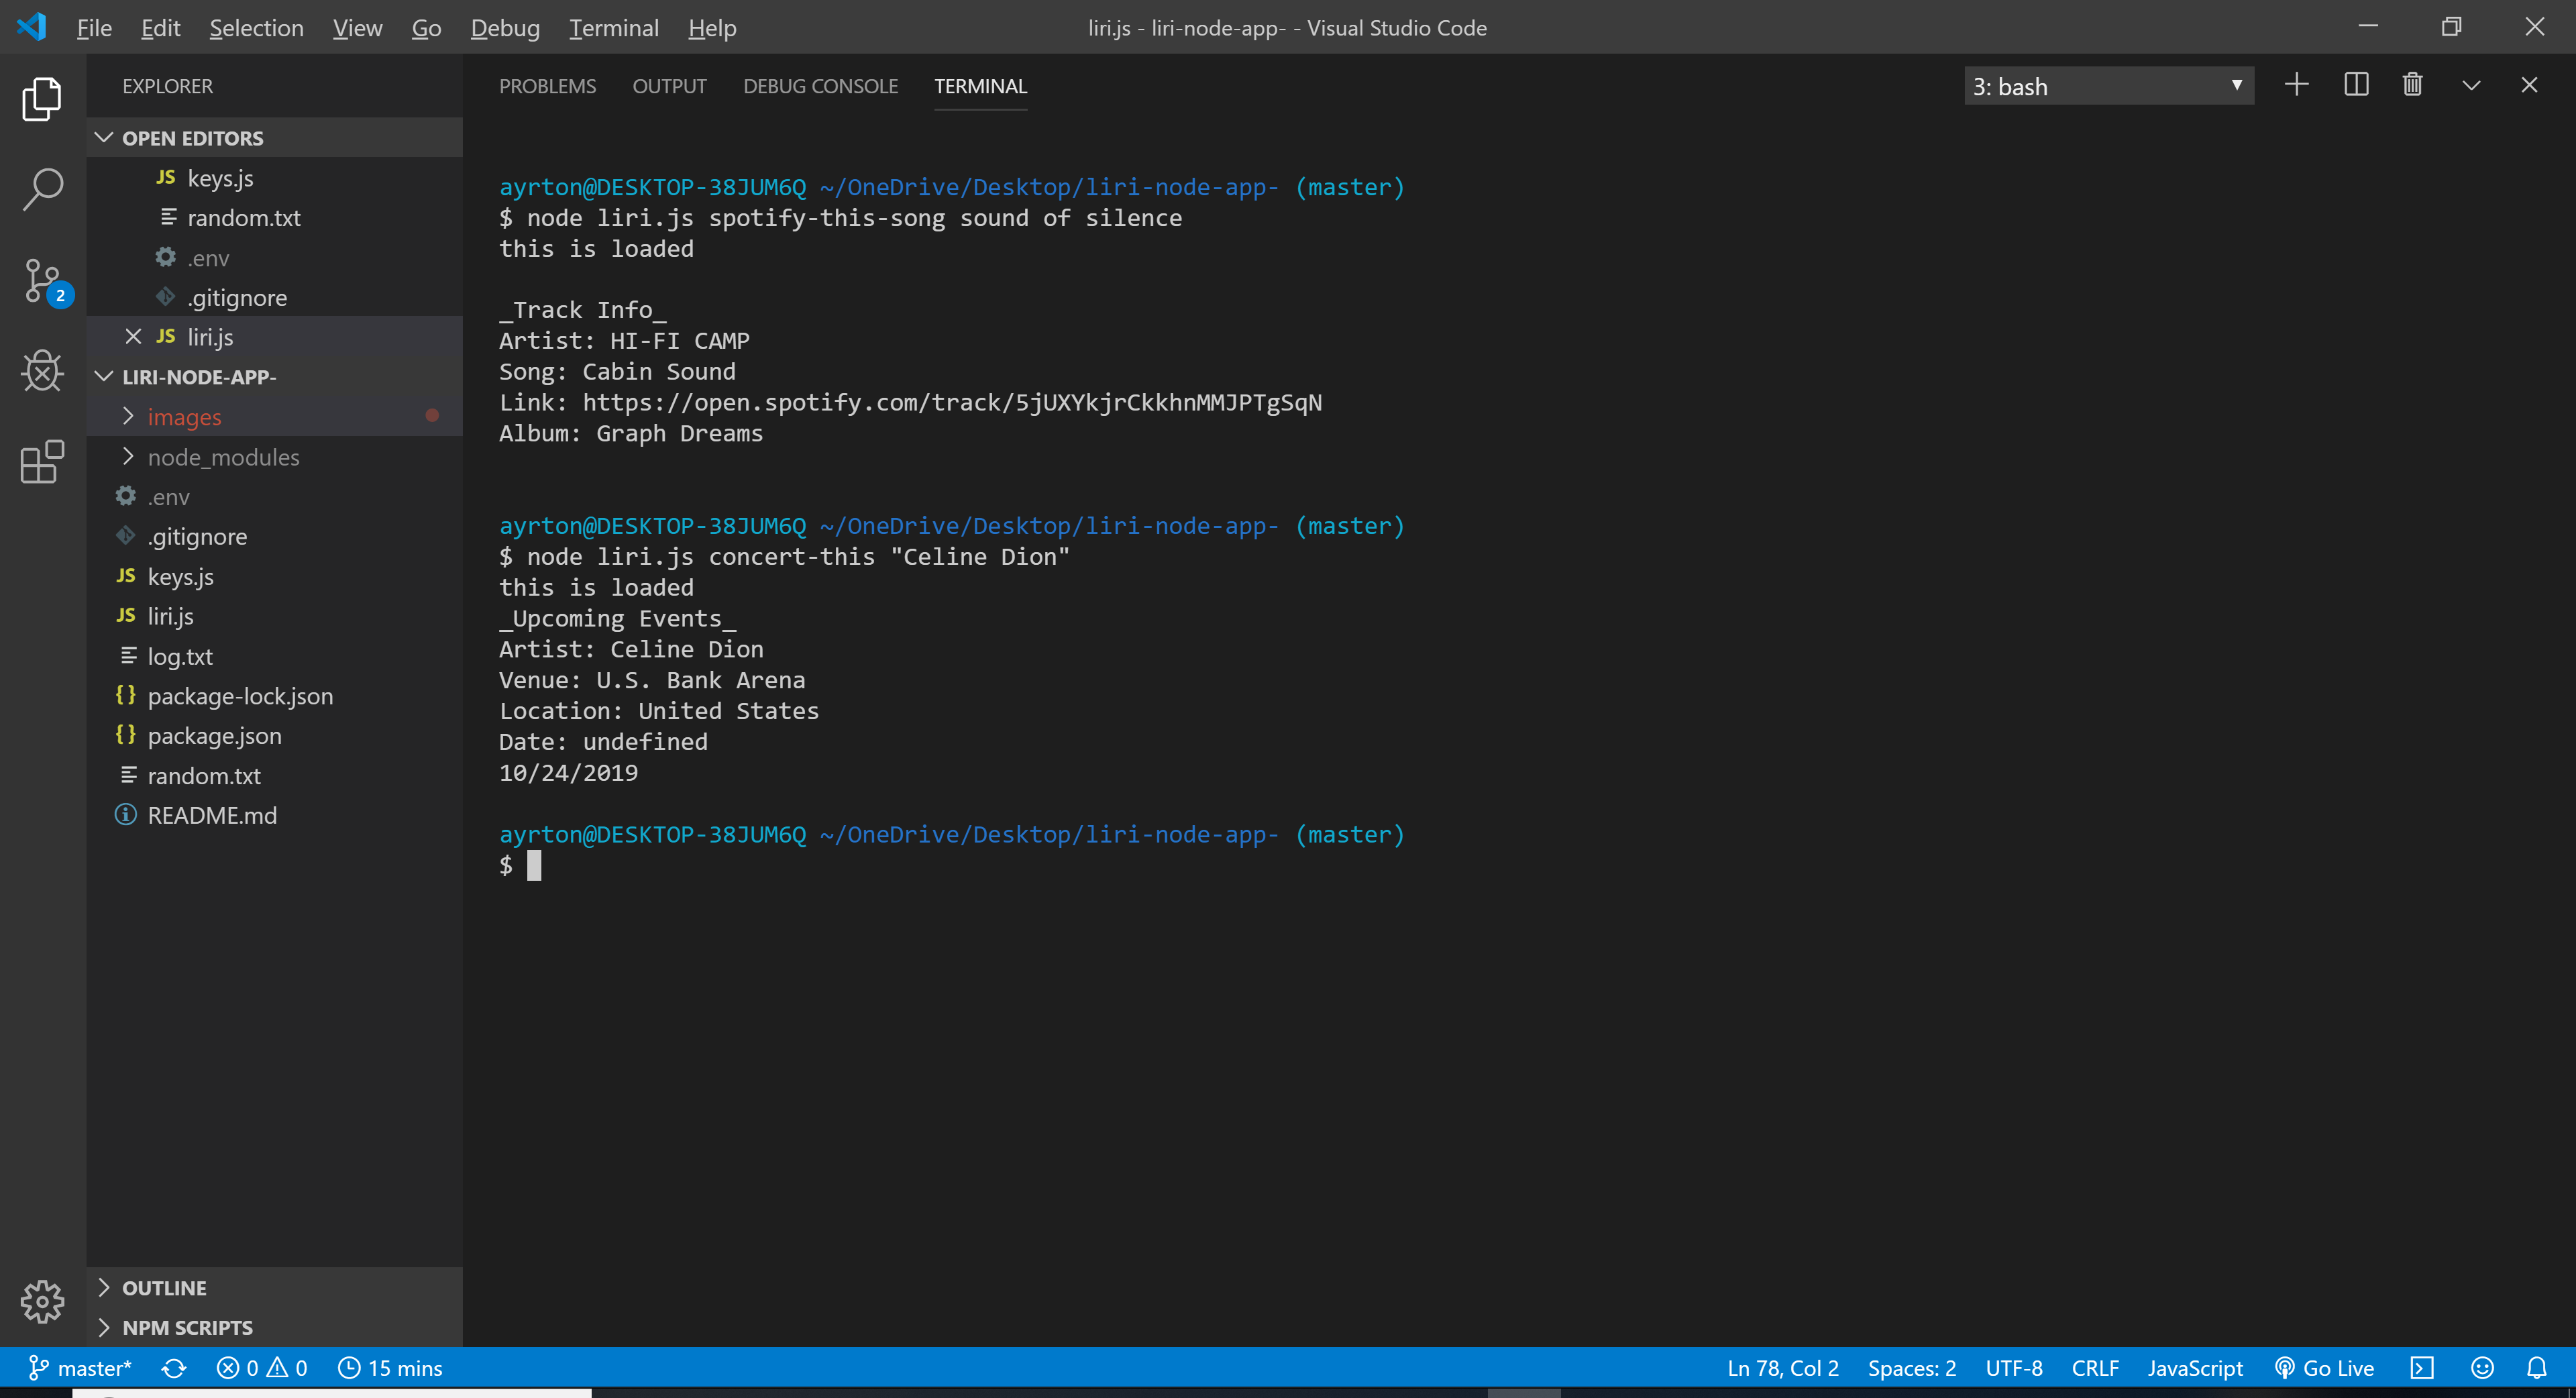 File Edit Selection View Go Debug Terminal Help
liri.js - liri-node-app- - Visual Studio Code
EXPLORER
OPEN EDITORS
JS keys.js
random.txt
.env
.gitignore
JS liri.js
LIRI-NODE-APP-
images
node_modules
.env
.gitignore
JS keys.js
JS liri.js
log.txt
{} package-lock.json
{} package.json
random.txt
README.md
OUTLINE
NPM SCRIPTS
2
PROBLEMS OUTPUT DEBUG CONSOLE TERMINAL
3: bash
ayrton@DESKTOP-38JUM6Q ~/OneDrive/Desktop/liri-node-app- (master)
$ node liri.js spotify-this-song sound of silence
this is loaded
_Track Info_
Artist: HI-FI CAMP
Song: Cabin Sound
Link: https://open.spotify.com/track/5jUXYkjrCkkhnMMJPTgSqN
Album: Graph Dreams
ayrton@DESKTOP-38JUM6Q ~/OneDrive/Desktop/liri-node-app- (master)
$ node liri.js concert-this "Celine Dion"
this is loaded
_Upcoming Events_
Artist: Celine Dion
Venue: U.S. Bank Arena
Location: United States
Date: undefined
10/24/2019
ayrton@DESKTOP-38JUM6Q ~/OneDrive/Desktop/liri-node-app- (master)
$
master* 0 0 15 mins
Ln 78, Col 2 Spaces: 2 UTF-8 CRLF JavaScript Go Live